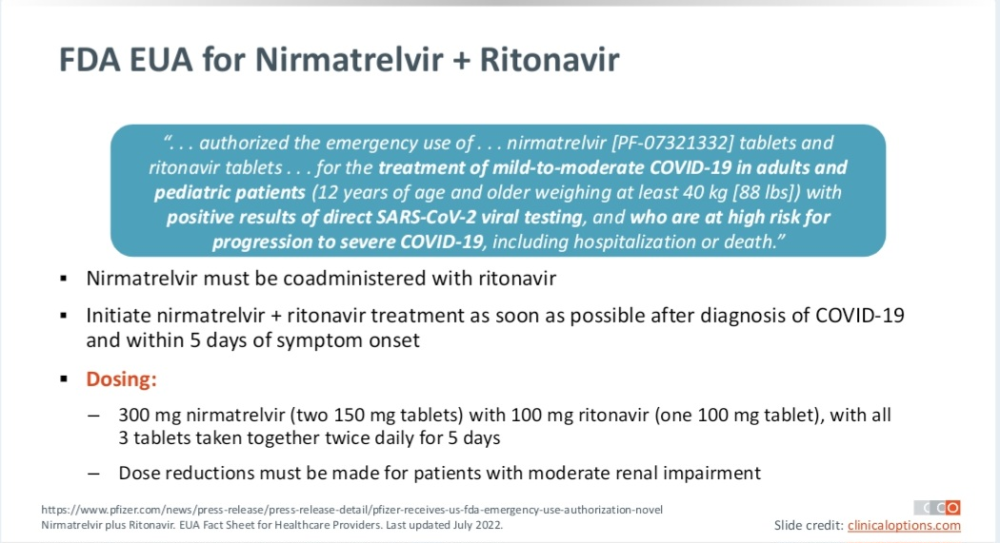 FDA EUA for Nirmatrelvir + Ritonavir
“. . . authorized the emergency use of . . . nirmatrelvir [PF-07321332] tablets and
ritonavir tablets . . . for the treatment of mild-to-moderate COVID-19 in adults and
pediatric patients (12 years of age and older weighing at least 40 kg [88 lbs]) with
positive results of direct SARS-CoV-2 viral testing, and who are at high risk for
progression to severe COVID-19, including hospitalization or death.”
▪ Nirmatrelvir must be coadministered with ritonavir
▪ Initiate nirmatrelvir + ritonavir treatment as soon as possible after diagnosis of COVID-19
and within 5 days of symptom onset
▪ Dosing:
– 300 mg nirmatrelvir (two 150 mg tablets) with 100 mg ritonavir (one 100 mg tablet), with all
3 tablets taken together twice daily for 5 days
– Dose reductions must be made for patients with moderate renal impairment
https://www.pfizer.com/news/press-release/press-release-detail/pfizer-receives-us-fda-emergency-use-authorization-novel
Nirmatrelvir plus Ritonavir. EUA Fact Sheet for Healthcare Providers. Last updated July 2022.
CCO
Slide credit: clinicaloptions.com